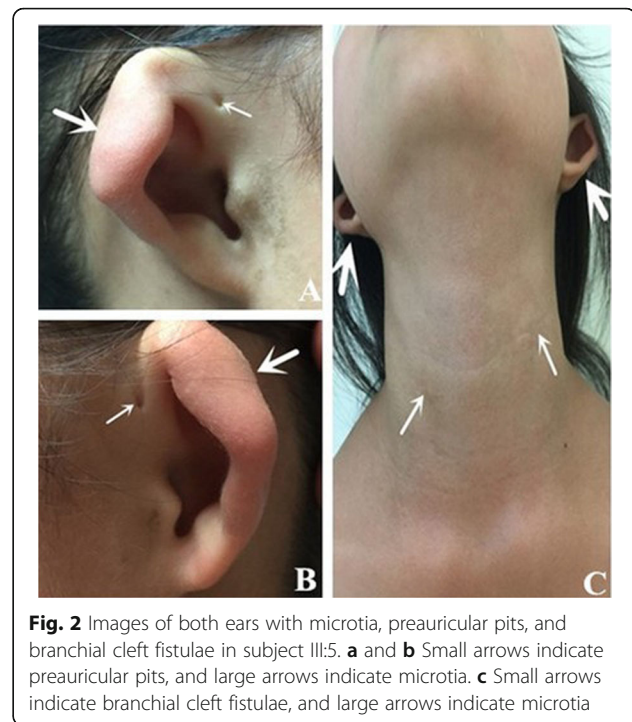 A
B
C
Fig. 2 Images of both ears with microtia, preauricular pits, and
branchial cleft fistulae in subject III:5. a and b Small arrows indicate
preauricular pits, and large arrows indicate microtia. c Small arrows
indicate branchial cleft fistulae, and large arrows indicate microtia